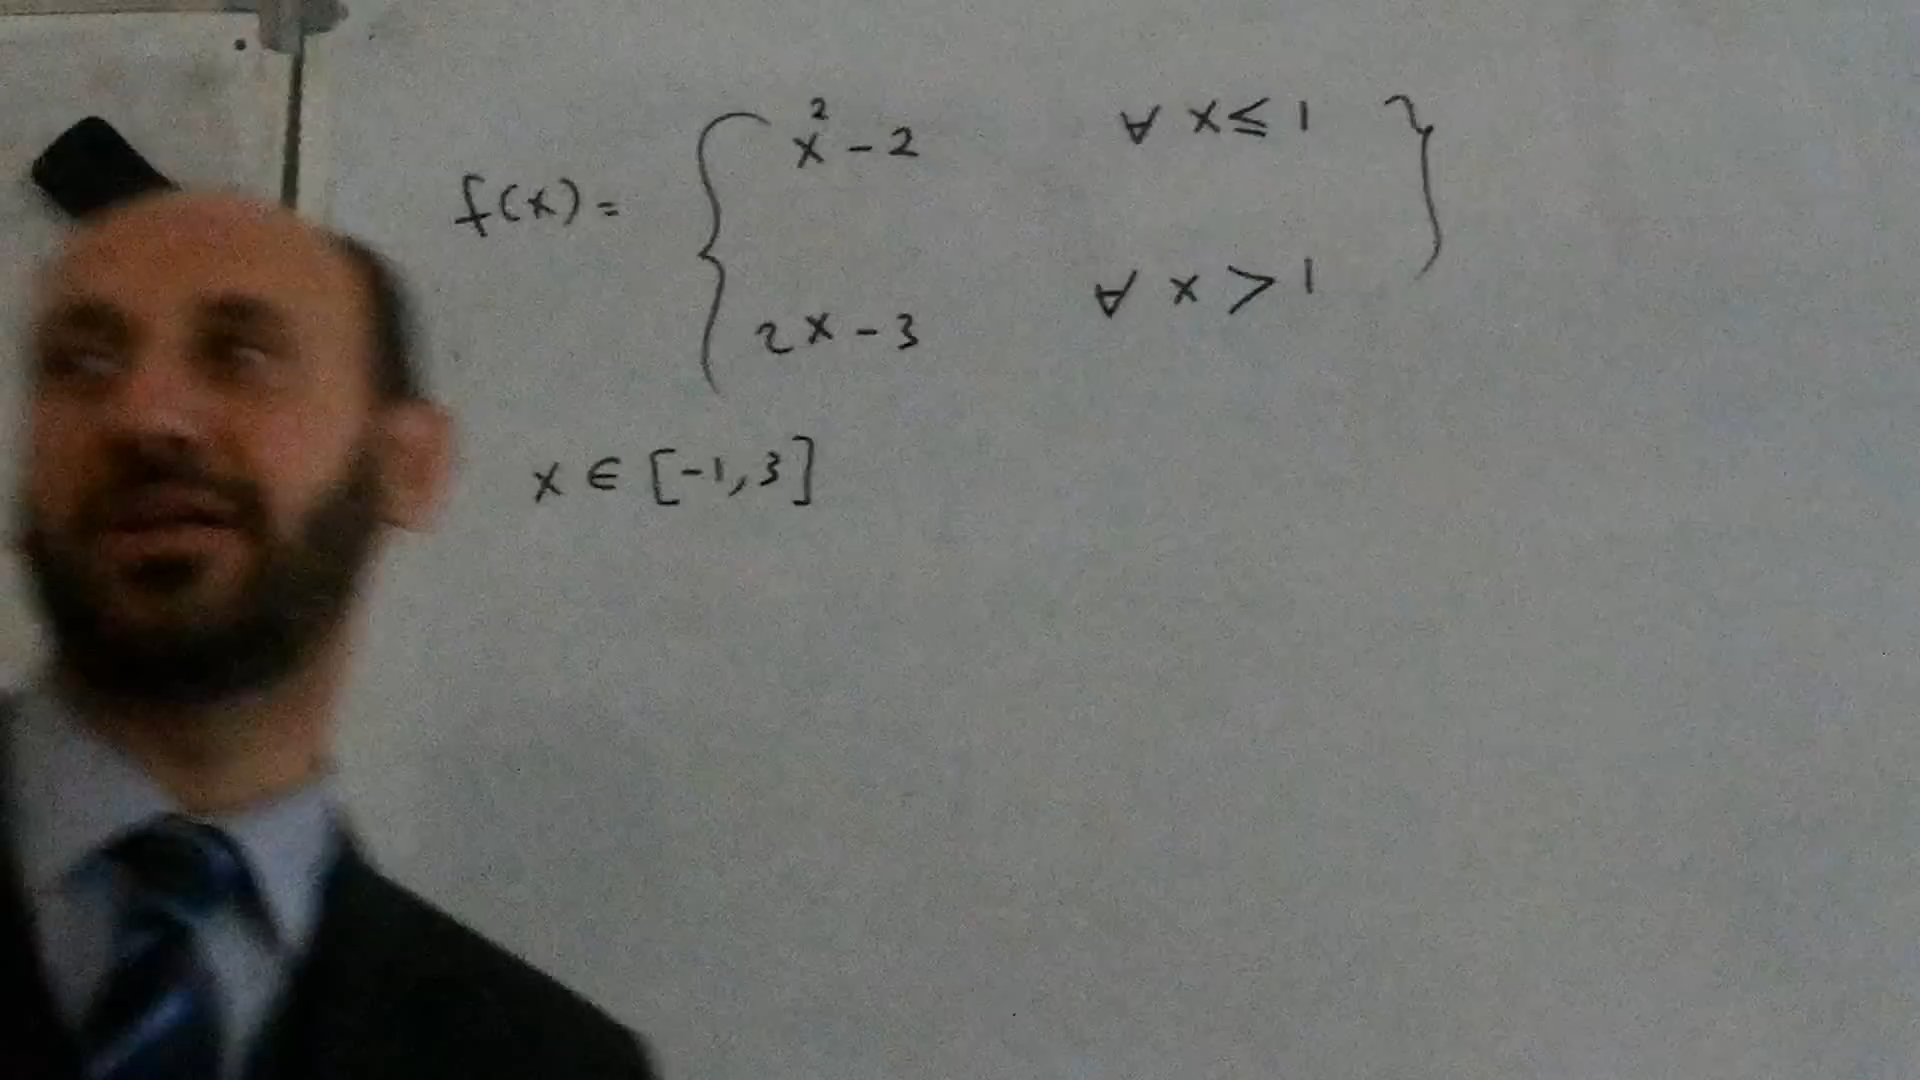 f(x) = { x² - 2 ∀ x ≤ 1 }
2x - 3 ∀ x > 1
x ∈ [-1, 3]